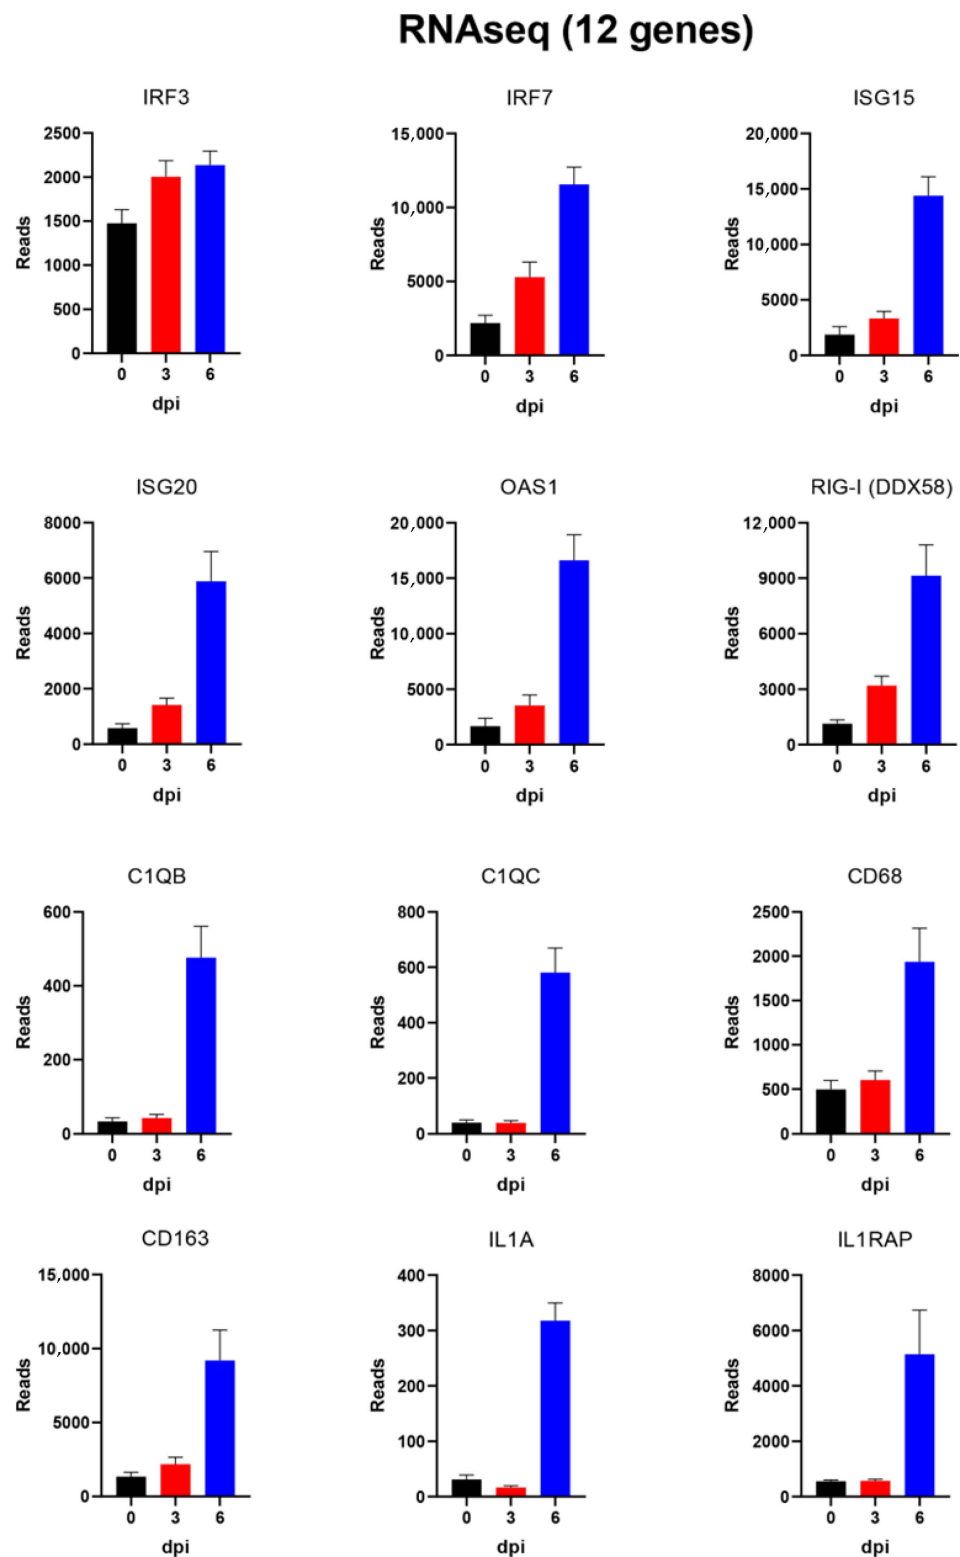 RNAseq (12 genes)
IRF3
IRF7
ISG15
2500
2000
1500
1000
500
0
Reads
0 3 6
dpi
15,000
10,000
5000
0
Reads
0 3 6
dpi
20,000
15,000
10,000
5000
0
Reads
0 3 6
dpi
ISG20
OAS1
RIG-I (DDX58)
8000
6000
4000
2000
0
Reads
0 3 6
dpi
20,000
15,000
10,000
5000
0
Reads
0 3 6
dpi
12,000
9000
6000
3000
0
Reads
0 3 6
dpi
C1QB
C1QC
CD68
600
400
200
0
Reads
0 3 6
dpi
800
600
400
200
0
Reads
0 3 6
dpi
2500
2000
1500
1000
500
0
Reads
0 3 6
dpi
CD163
IL1A
IL1RAP
15,000
10,000
5000
0
Reads
0 3 6
dpi
400
300
200
100
0
Reads
0 3 6
dpi
8000
6000
4000
2000
0
Reads
0 3 6
dpi